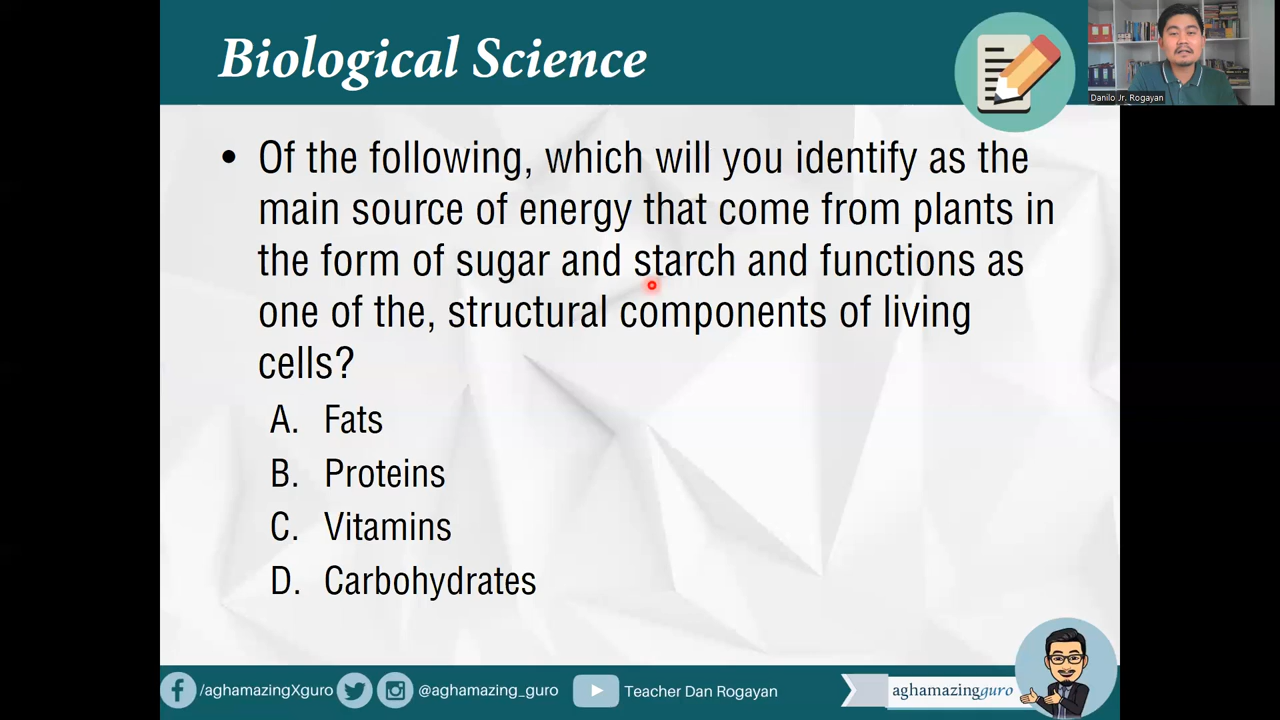 Biological Science
Danilo Jr. Rogayan
• Of the following, which will you identify as the
main source of energy that come from plants in
the form of sugar and starch and functions as
one of the, structural components of living
cells?
A. Fats
B. Proteins
C. Vitamins
D. Carbohydrates
/aghamazingXguro
@aghamazing_guro
Teacher Dan Rogayan
aghamazingguro